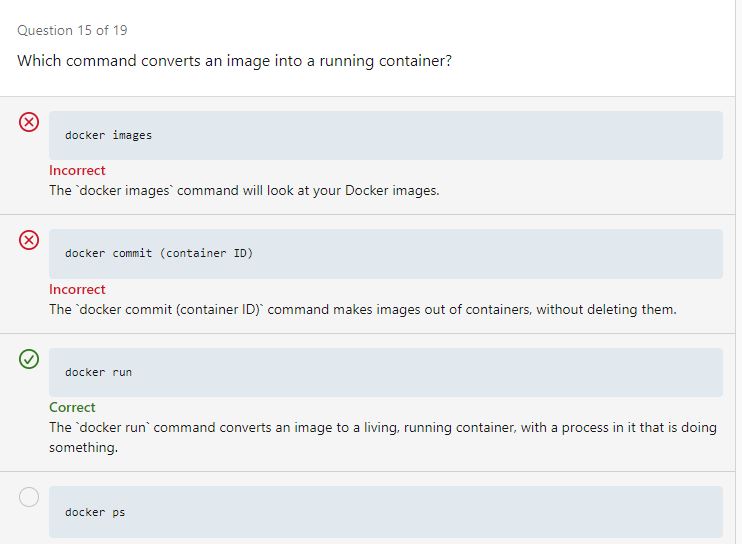 Question 15 of 19
Which command converts an image into a running container?
docker images
Incorrect
The `docker images` command will look at your Docker images.
docker commit (container ID)
Incorrect
The `docker commit (container ID)` command makes images out of containers, without deleting them.
docker run
Correct
The `docker run` command converts an image to a living, running container, with a process in it that is doing
something.
docker ps